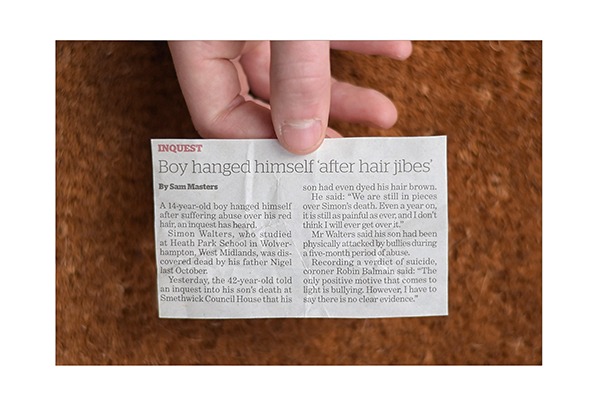 INQUEST
Boy hanged himself ‘after hair jibes’
By Sam Masters
A 14-year-old boy hanged himself
after suffering abuse over his red
hair, an inquest has heard.
Simon Walters, who studied
at Heath Park School in Wolver-
hampton, West Midlands, was dis-
covered dead by his father Nigel
last October.
Yesterday, the 42-year-old told
an inquest into his son's death at
Smethwick Council House that his
son had even dyed his hair brown.
He said: “We are still in pieces
over Simon's death. Even a year on,
it is still as painful as ever, and I don't
think I will ever get over it.”
Mr Walters said his son had been
physically attacked by bullies during
a five-month period of abuse.
Recording a verdict of suicide,
coroner Robin Balmain said: “The
only positive motive that comes to
light is bullying. However, I have to
say there is no clear evidence.”